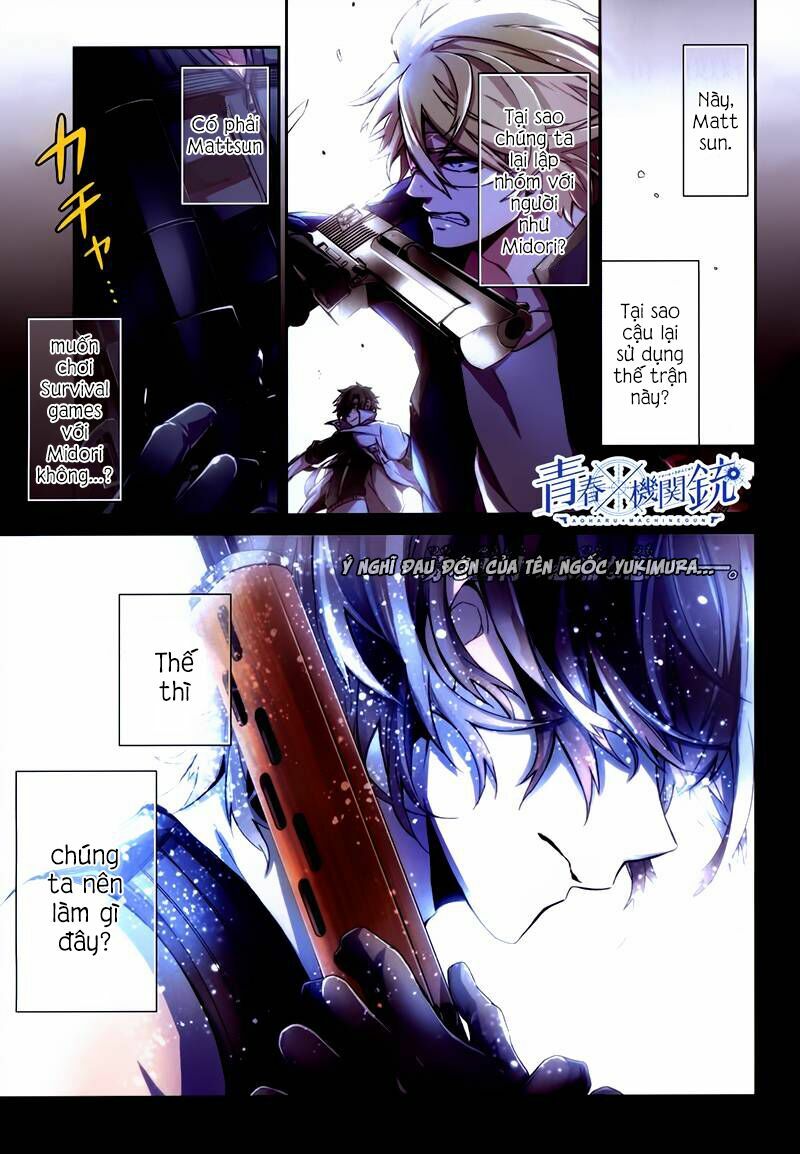 Này,
Matt
sun.
Tại sao
cậu lại
sử dụng
thế trận
này?
Tại sao
chúng ta
lại lập
nhóm với
người
như
Midori?
Có phải
Mattsun
カチャ...
muốn
chơi
Survival
games
với
Midori
không...?
青春×機関銃
AOHARU×MACHINEGUN
Ý NGHĨ ĐAU ĐỚN CỦA TÊN NGỐC YUKIMURA...
Thế
thì
chúng
ta nên
làm gì
đây?